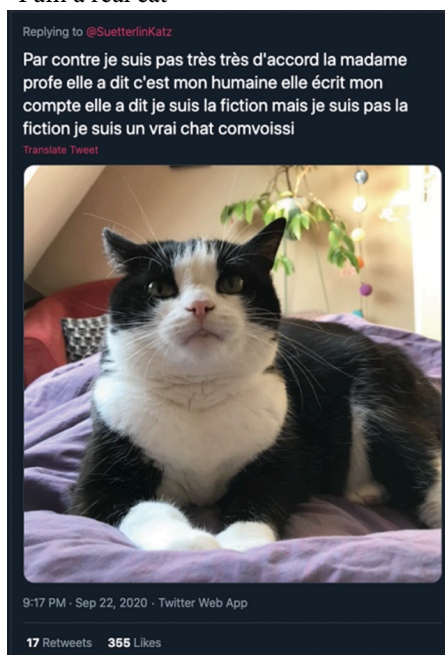 "I am a real cat"
Replying to @SuetterlinKatz
Par contre je suis pas très très d'accord la madame
profe elle a dit c'est mon humaine elle écrit mon
compte elle a dit je suis la fiction mais je suis pas la
fiction je suis un vrai chat comvoissi
Translate Tweet
9:17 PM · Sep 22, 2020 · Twitter Web App
17 Retweets 355 Likes